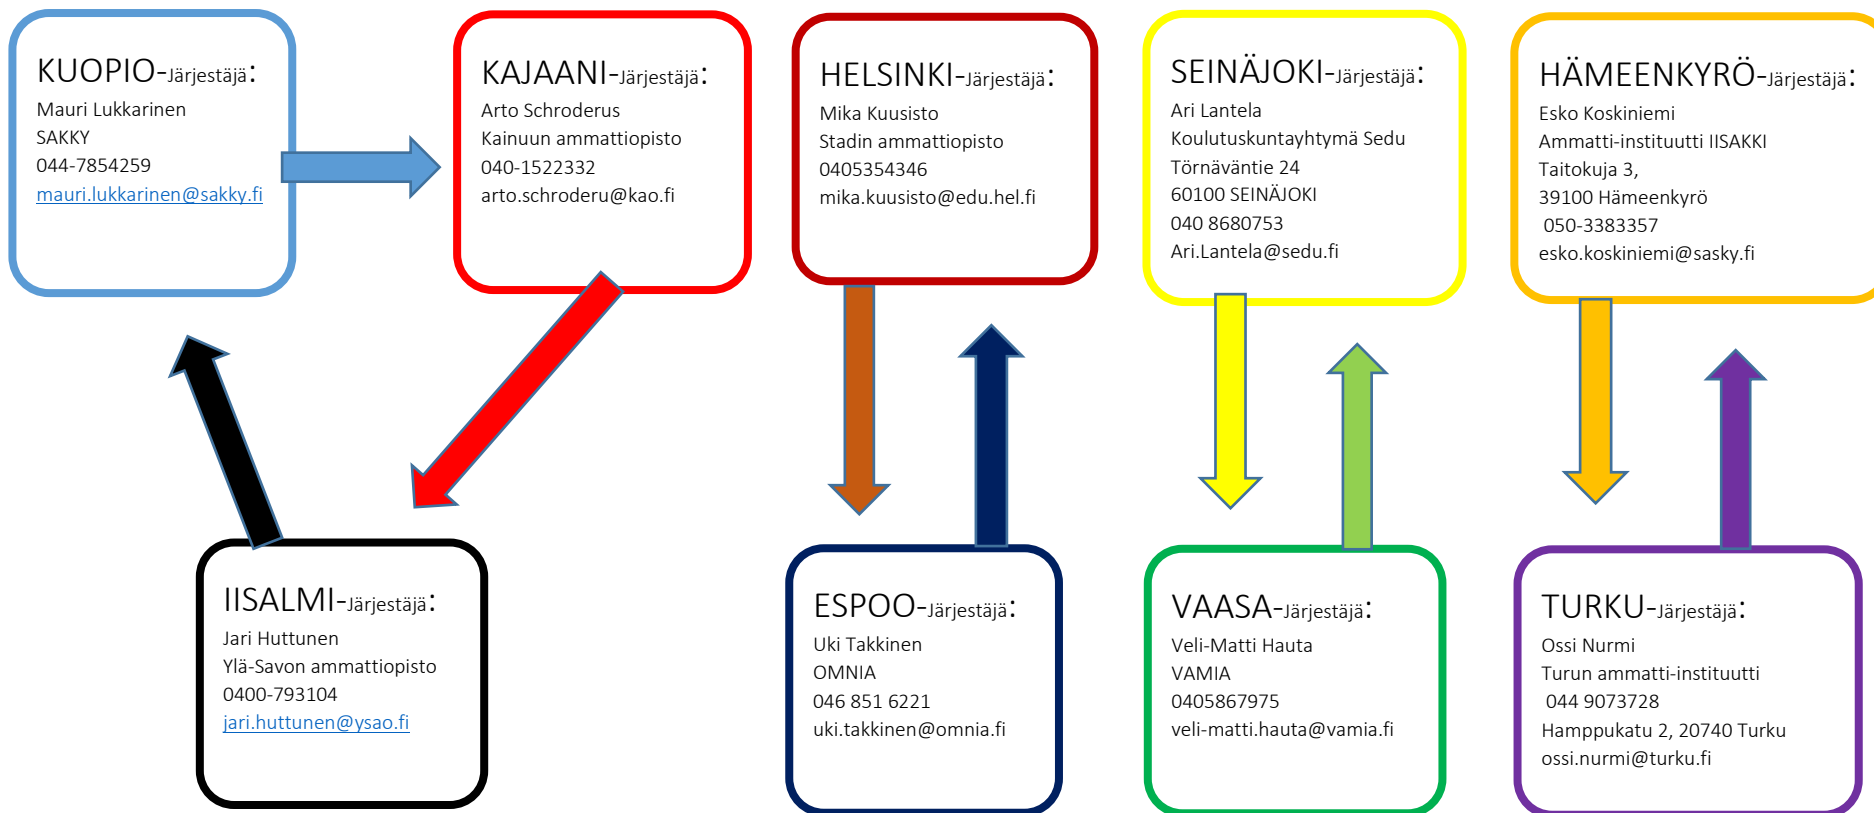 KUOPIO-Järjestäjä:
Mauri Lukkarinen
SAKKY
044-7854259
mauri.lukkarinen@sakky.fi
KAJAANI-Järjestäjä:
Arto Schroderus
Kainuun ammattiopisto
040-1522332
arto.schroderu@kao.fi
HELSINKI-Järjestäjä:
Mika Kuusisto
Stadin ammattiopisto
0405354346
mika.kuusisto@edu.hel.fi
SEINÄJOKI-Järjestäjä:
Ari Lantela
Koulutuskuntayhtymä Sedu
Törnäväntie 24
60100 SEINÄJOKI
040 8680753
Ari.Lantela@sedu.fi
HÄMEENKYRÖ-Järjestäjä:
Esko Koskiniemi
Ammatti-instituutti IISAKKI
Taitokuja 3,
39100 Hämeenkyrö
050-3383357
esko.koskiniemi@sasky.fi
IISALMI-Järjestäjä:
Jari Huttunen
Ylä-Savon ammattiopisto
0400-793104
jari.huttunen@ysao.fi
ESPOO-Järjestäjä:
Uki Takkinen
OMNIA
046 851 6221
uki.takkinen@omnia.fi
VAASA-Järjestäjä:
Veli-Matti Hauta
VAMIA
0405867975
veli-matti.hauta@vamia.fi
TURKU-Järjestäjä:
Ossi Nurmi
Turun ammatti-instituutti
044 9073728
Hamppukatu 2, 20740 Turku
ossi.nurmi@turku.fi